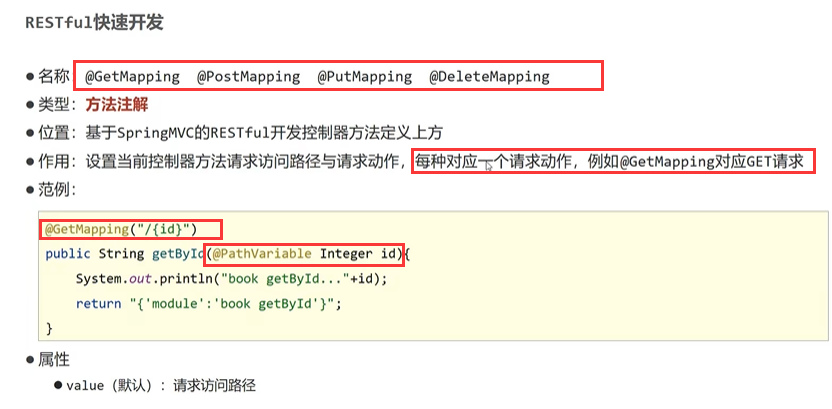 RESTful快速开发
● 名称: @GetMapping @PostMapping @PutMapping @DeleteMapping
● 类型：方法注解
● 位置：基于SpringMVC的RESTful开发控制器方法定义上方
● 作用：设置当前控制器方法请求访问路径与请求动作，每种对应一个请求动作，例如@GetMapping对应GET请求
● 范例：
@GetMapping("/{id}")
public String getById(@PathVariable Integer id){
System.out.println("book getById..."+id);
return "{'module':'book getById'}";
}
● 属性
● value（默认）：请求访问路径